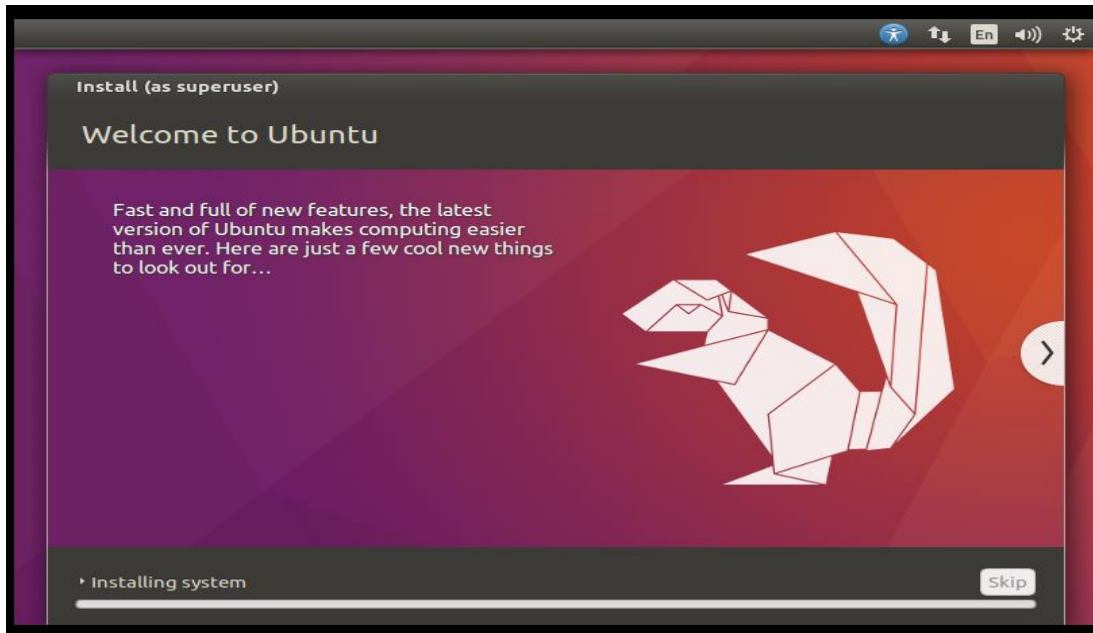 En
Install (as superuser)
Welcome to Ubuntu
Fast and full of new features, the latest
version of Ubuntu makes computing easier
than ever. Here are just a few cool new things
to look out for...
Installing system
Skip